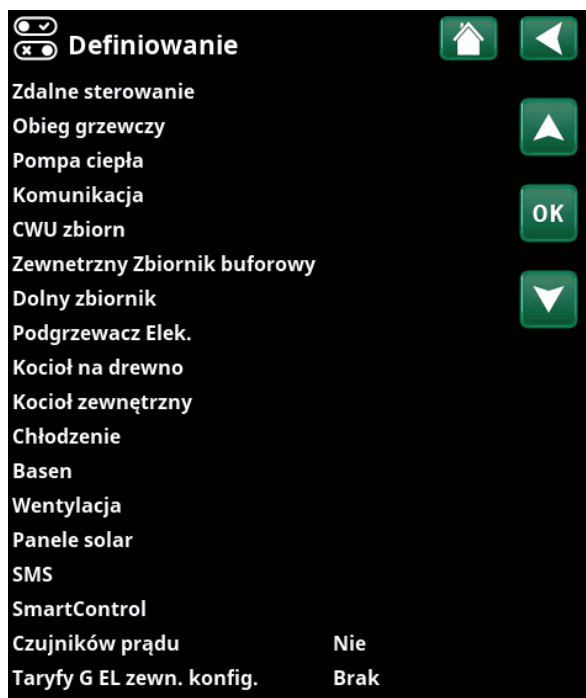 Definiowanie
Zdalne sterowanie
Obieg grzewczy
Pompa ciepła
Komunikacja
CWU zbiorn
OK
Zewnetrzny Zbiornik buforowy
Dolny zbiornik
Podgrzewacz Elek.
Kocioł na drewno
Kocioł zewnętrzny
Chłodzenie
Basen
Wentylacja
Panele solar
SMS
SmartControl
Czujników prądu Nie
Taryfy G EL zewn. konfig. Brak